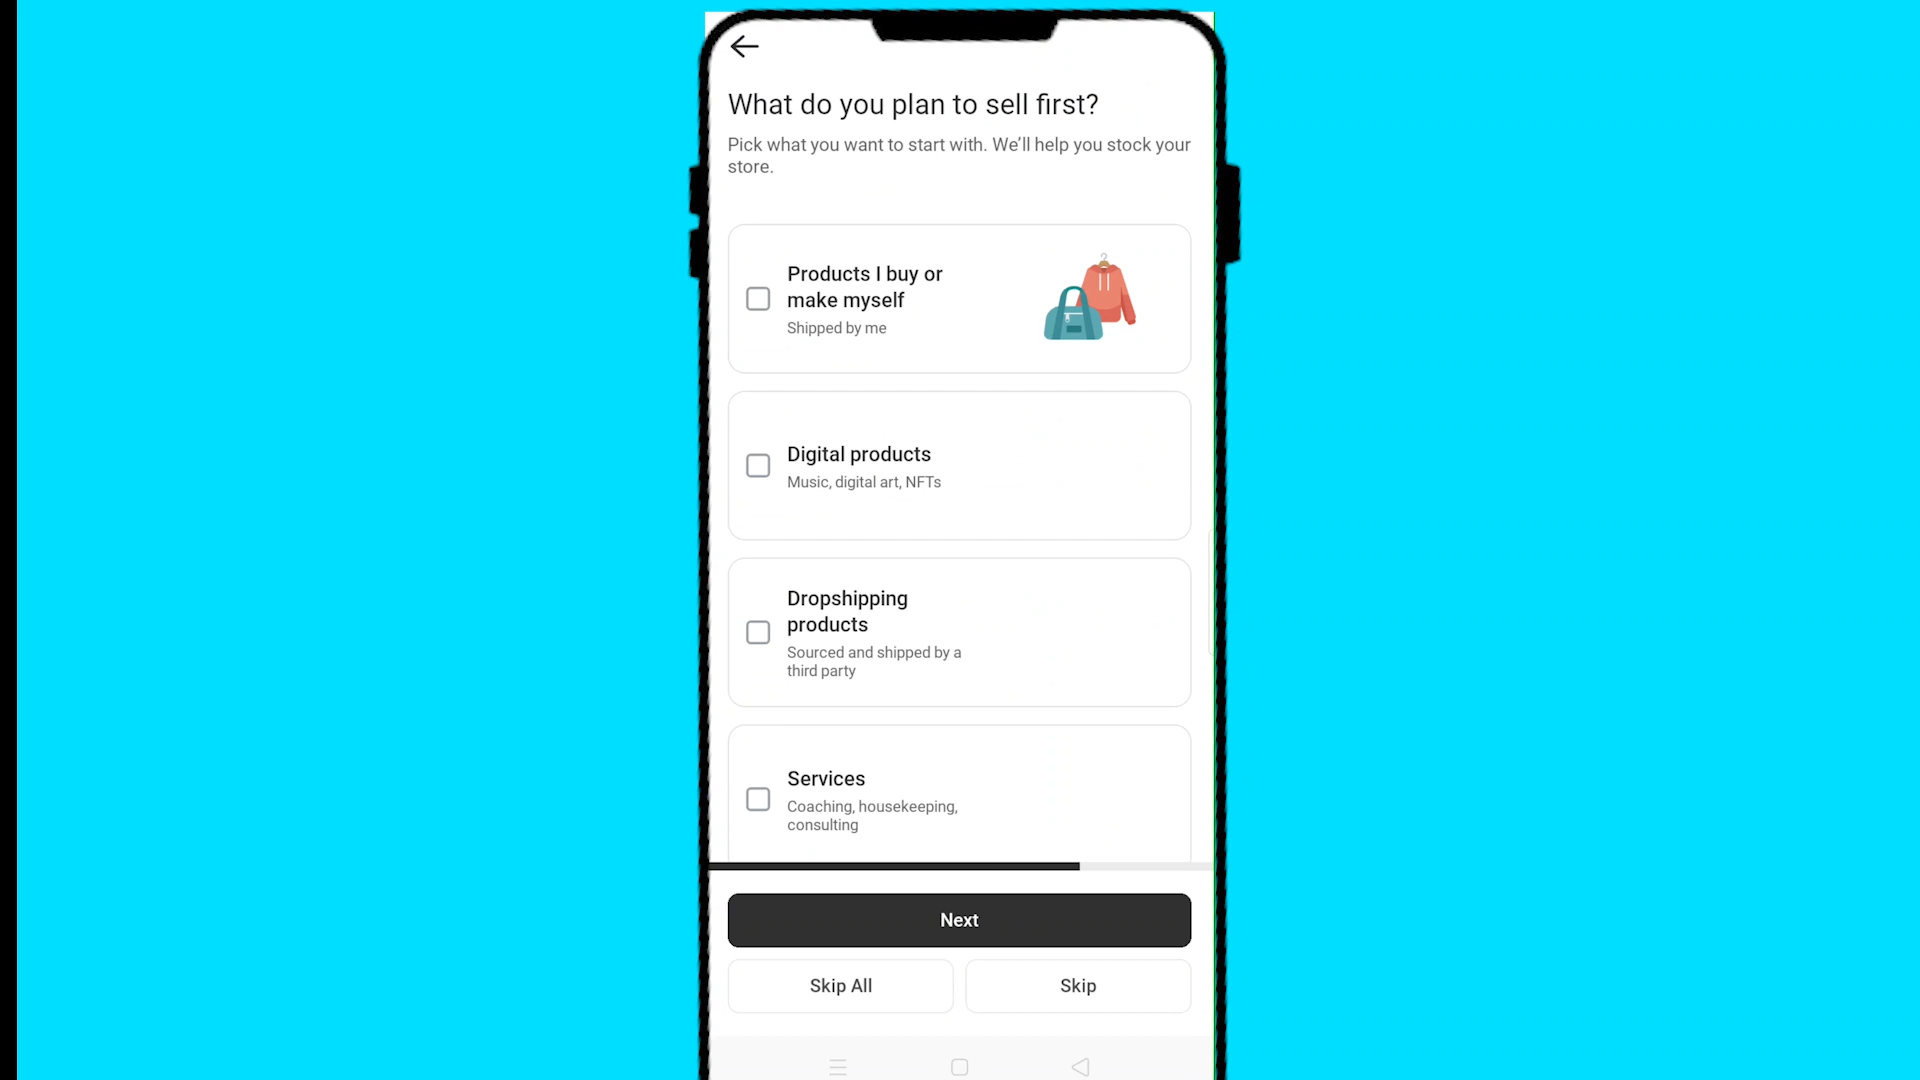 What do you plan to sell first?
Pick what you want to start with. We’ll help you stock your
store.
Products I buy or
make myself
Shipped by me
Digital products
Music, digital art, NFTs
Dropshipping
products
Sourced and shipped by a
third party
Services
Coaching, housekeeping,
consulting
Next
Skip All
Skip